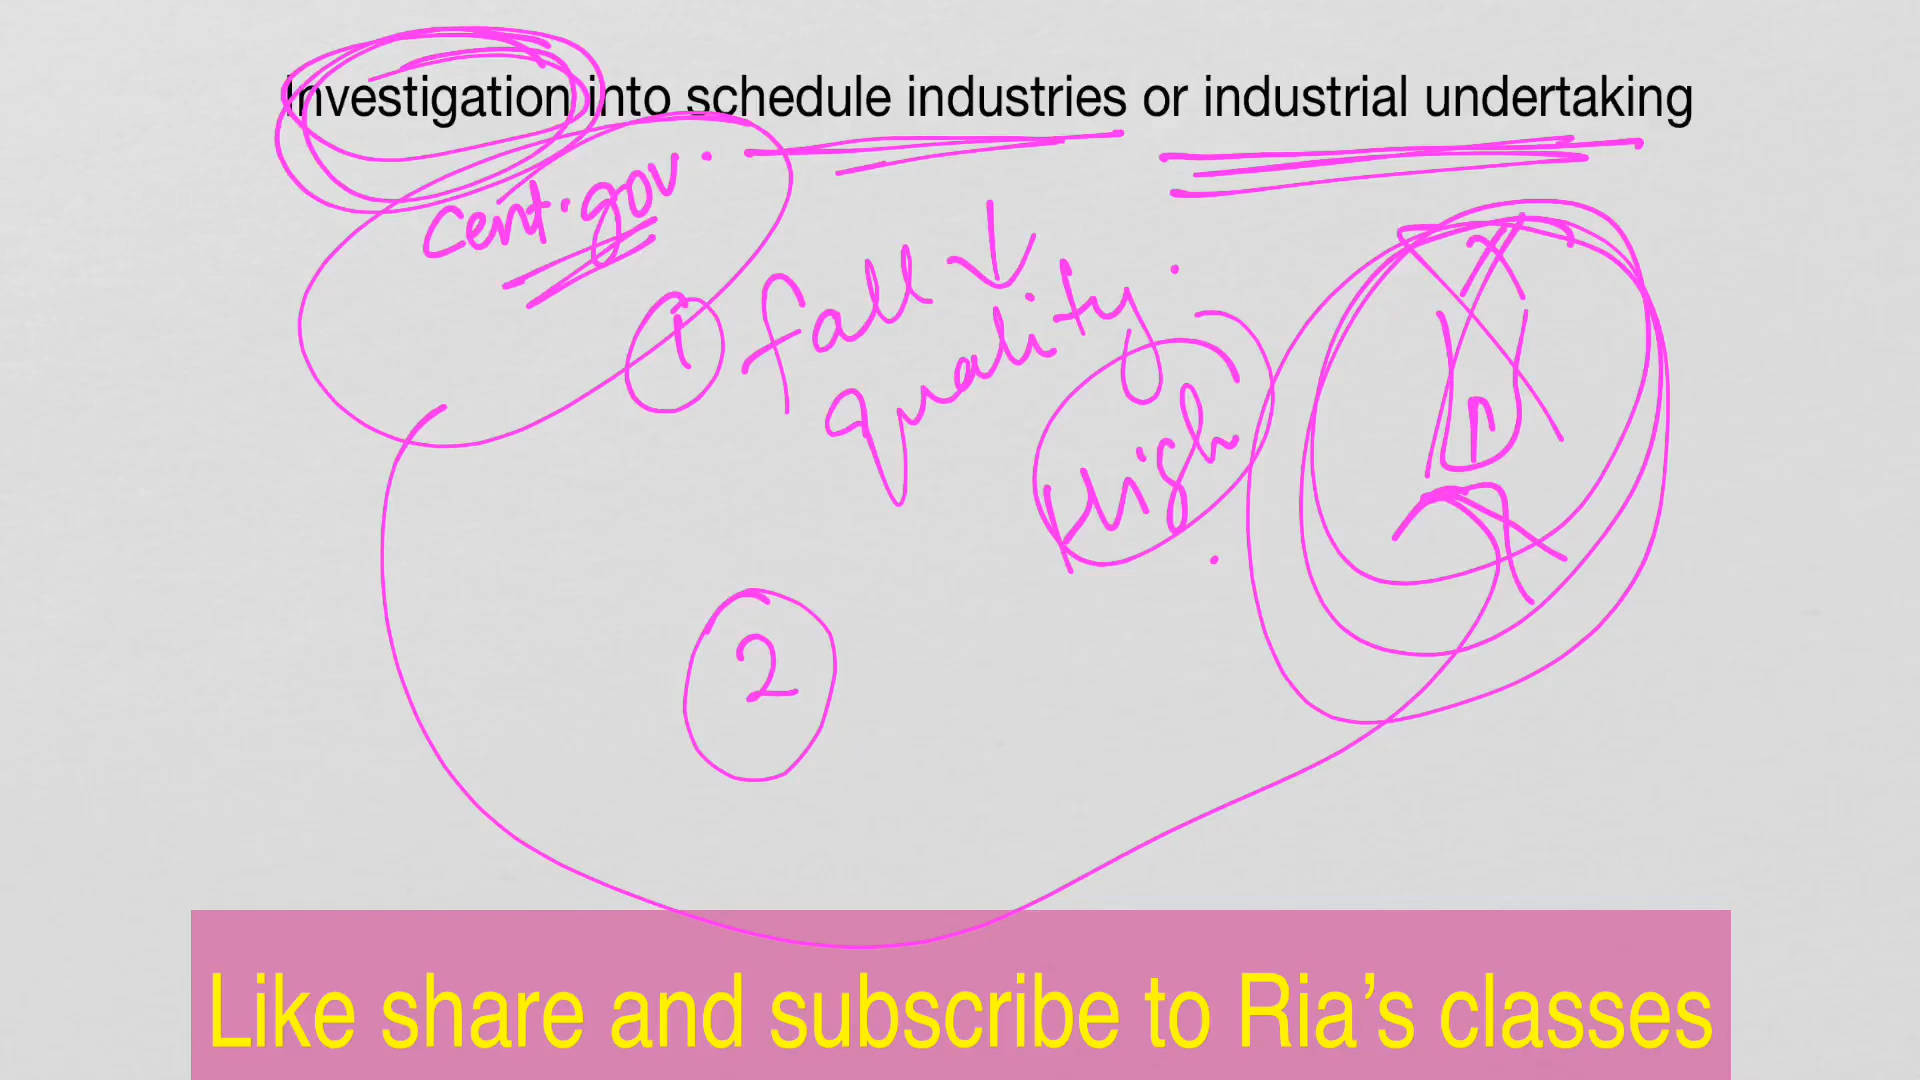 Investigation into schedule industries or industrial undertaking
cent. gov.
1 fall
quality
High
2
Like share and subscribe to Ria’s classes